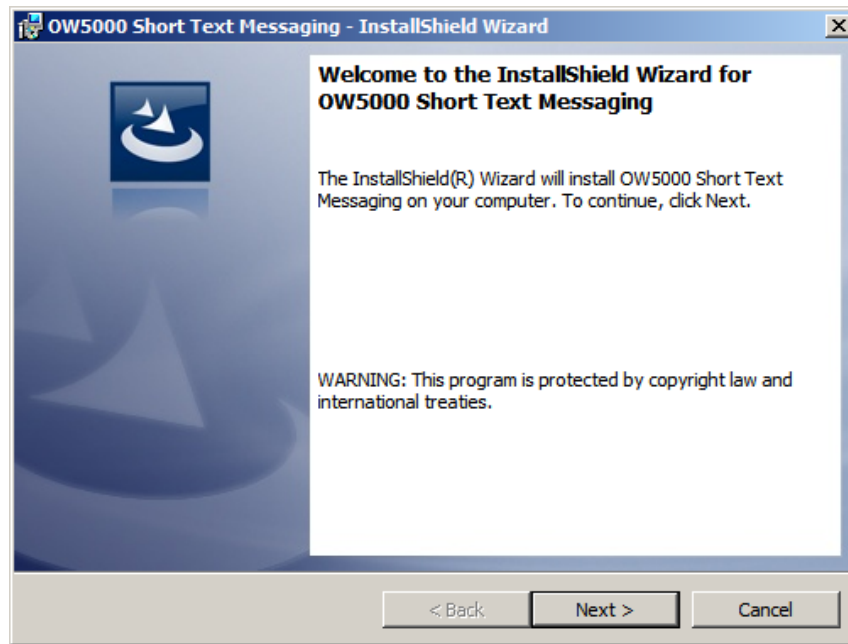 OW5000 Short Text Messaging - InstallShield Wizard
Welcome to the InstallShield Wizard for
OW5000 Short Text Messaging
The InstallShield(R) Wizard will install OW5000 Short Text
Messaging on your computer. To continue, click Next.
WARNING: This program is protected by copyright law and
international treaties.
< Back
Next >
Cancel